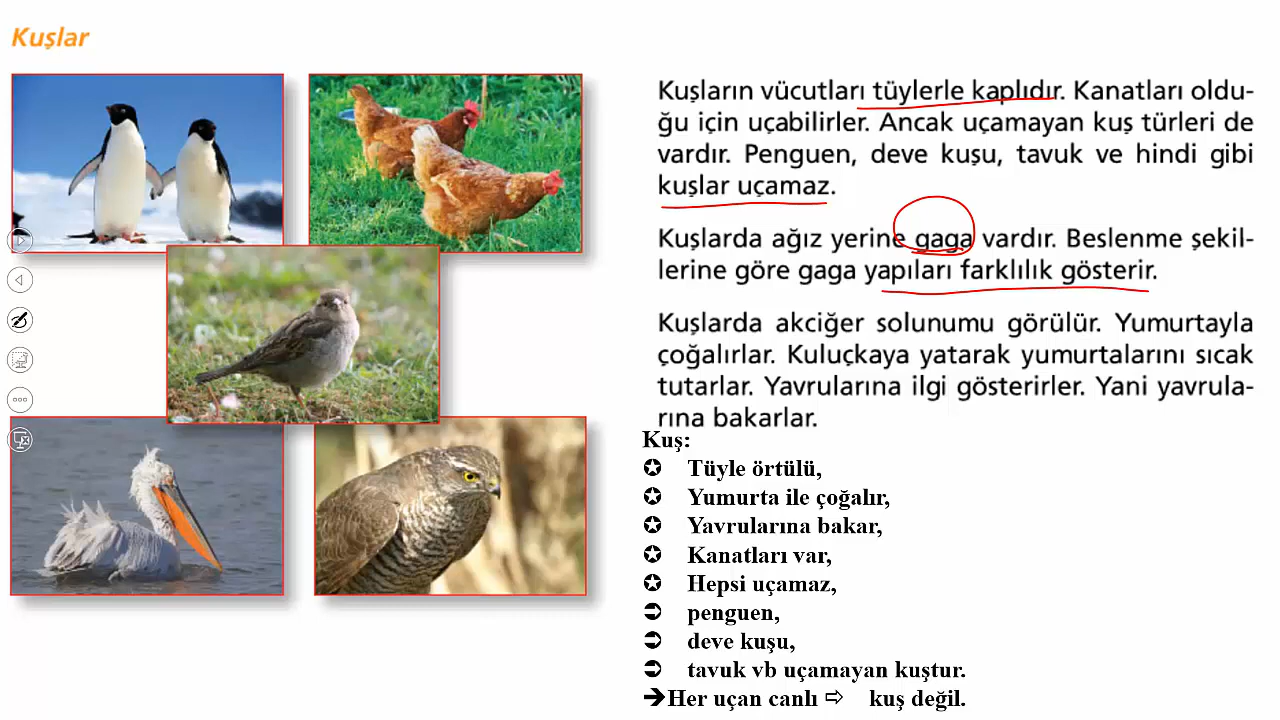 Kuşlar
Kuşların vücutları tüylerle kaplıdır. Kanatları oldu-
ğu için uçabilirler. Ancak uçamayan kuş türleri de
vardır. Penguen, deve kuşu, tavuk ve hindi gibi
kuşlar uçamaz.
Kuşlarda ağız yerine gaga vardır. Beslenme şekil-
lerine göre gaga yapıları farklılık gösterir.
Kuşlarda akciğer solunumu görülür. Yumurtayla
çoğalırlar. Kuluçkaya yatarak yumurtalarını sıcak
tutarlar. Yavrularına ilgi gösterirler. Yani yavrula-
rına bakarlar.
Kuş:
✪ Tüyle örtülü,
✪ Yumurta ile çoğalır,
✪ Yavrularına bakar,
✪ Kanatları var,
✪ Hepsi uçamaz,
➲ penguen,
➲ deve kuşu,
➲ tavuk vb uçamayan kuştur.
➔Her uçan canlı ⇨ kuş değil.